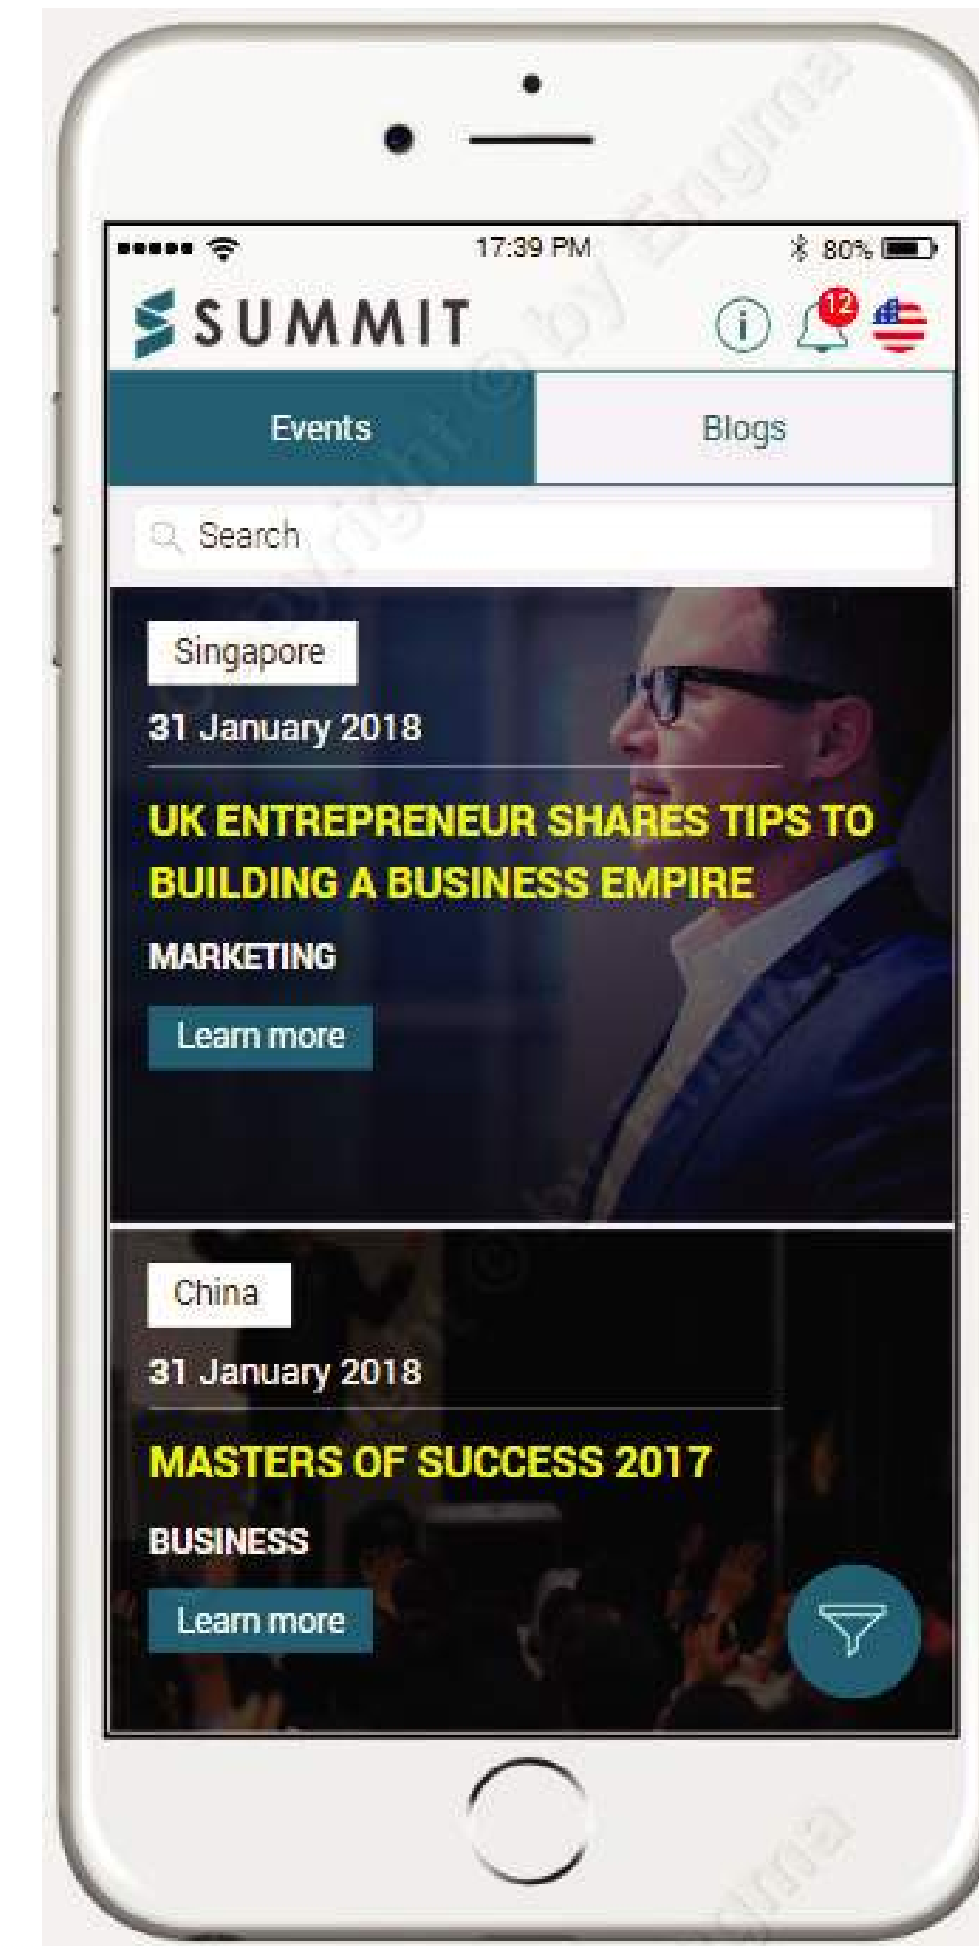 17:39 PM
80%
SUMMIT
i
12
Events
Blogs
Search
Singapore
31 January 2018
UK ENTREPRENEUR SHARES TIPS TO
BUILDING A BUSINESS EMPIRE
MARKETING
Learn more
China
31 January 2018
MASTERS OF SUCCESS 2017
BUSINESS
Learn more